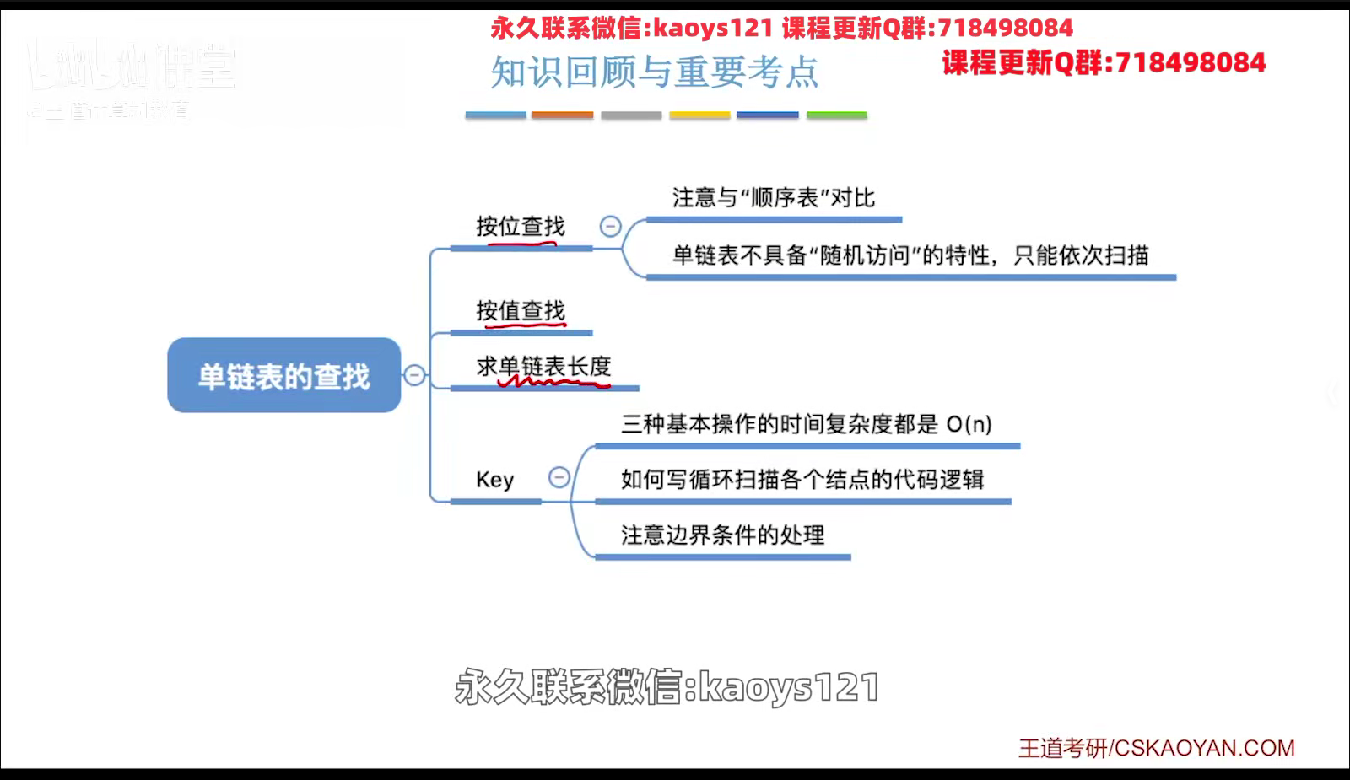 永久联系微信:kaoys121 课程更新Q群:718498084
课程更新Q群:718498084
课堂
知识回顾与重要考点
注意与“顺序表”对比
按位查找
单链表不具备“随机访问”的特性，只能依次扫描
按值查找
求单链表长度
单链表的查找
三种基本操作的时间复杂度都是 O(n)
Key
如何写循环扫描各个结点的代码逻辑
注意边界条件的处理
永久联系微信:kaoys121
王道考研/CSKAOYAN.COM